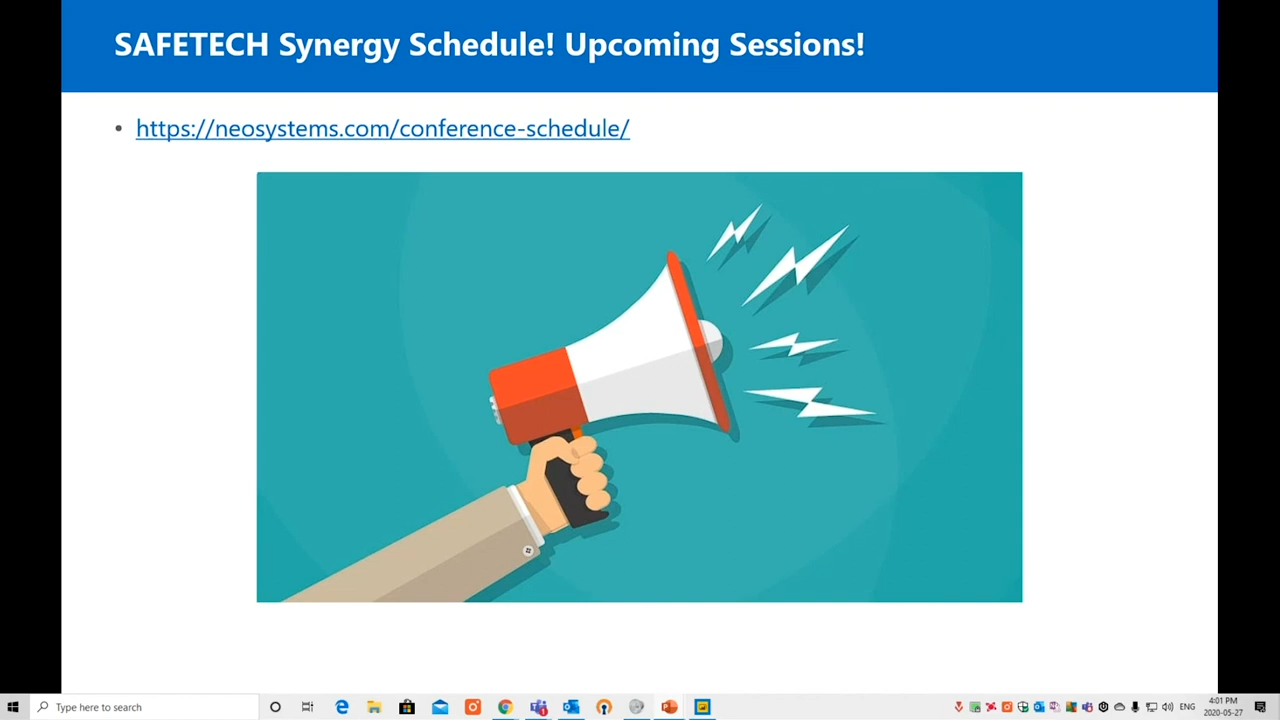 SAFETECH Synergy Schedule! Upcoming Sessions!
• https://neosystems.com/conference-schedule/
Type here to search
ENG
4:01 PM
2020-05-27